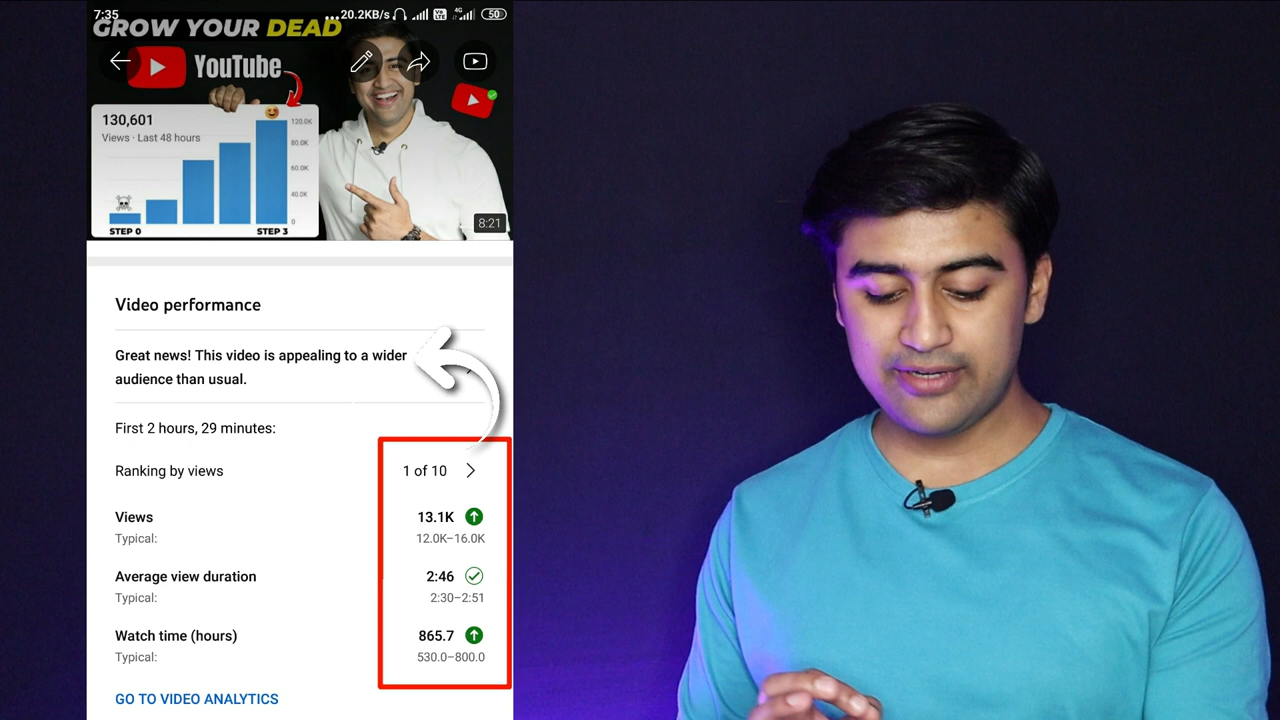 7:35
...20.2KB/s
Vo
LTE
4G
50
GROW YOUR DEAD
YouTube
130,601
Views · Last 48 hours
120.0K
80.0K
60.0K
40.0K
0
STEP 0
STEP 3
8:21
Video performance
Great news! This video is appealing to a wider
audience than usual.
First 2 hours, 29 minutes:
Ranking by views
1 of 10
Views
13.1K
Typical:
12.0K–16.0K
Average view duration
2:46
Typical:
2:30–2:51
Watch time (hours)
865.7
Typical:
530.0–800.0
GO TO VIDEO ANALYTICS